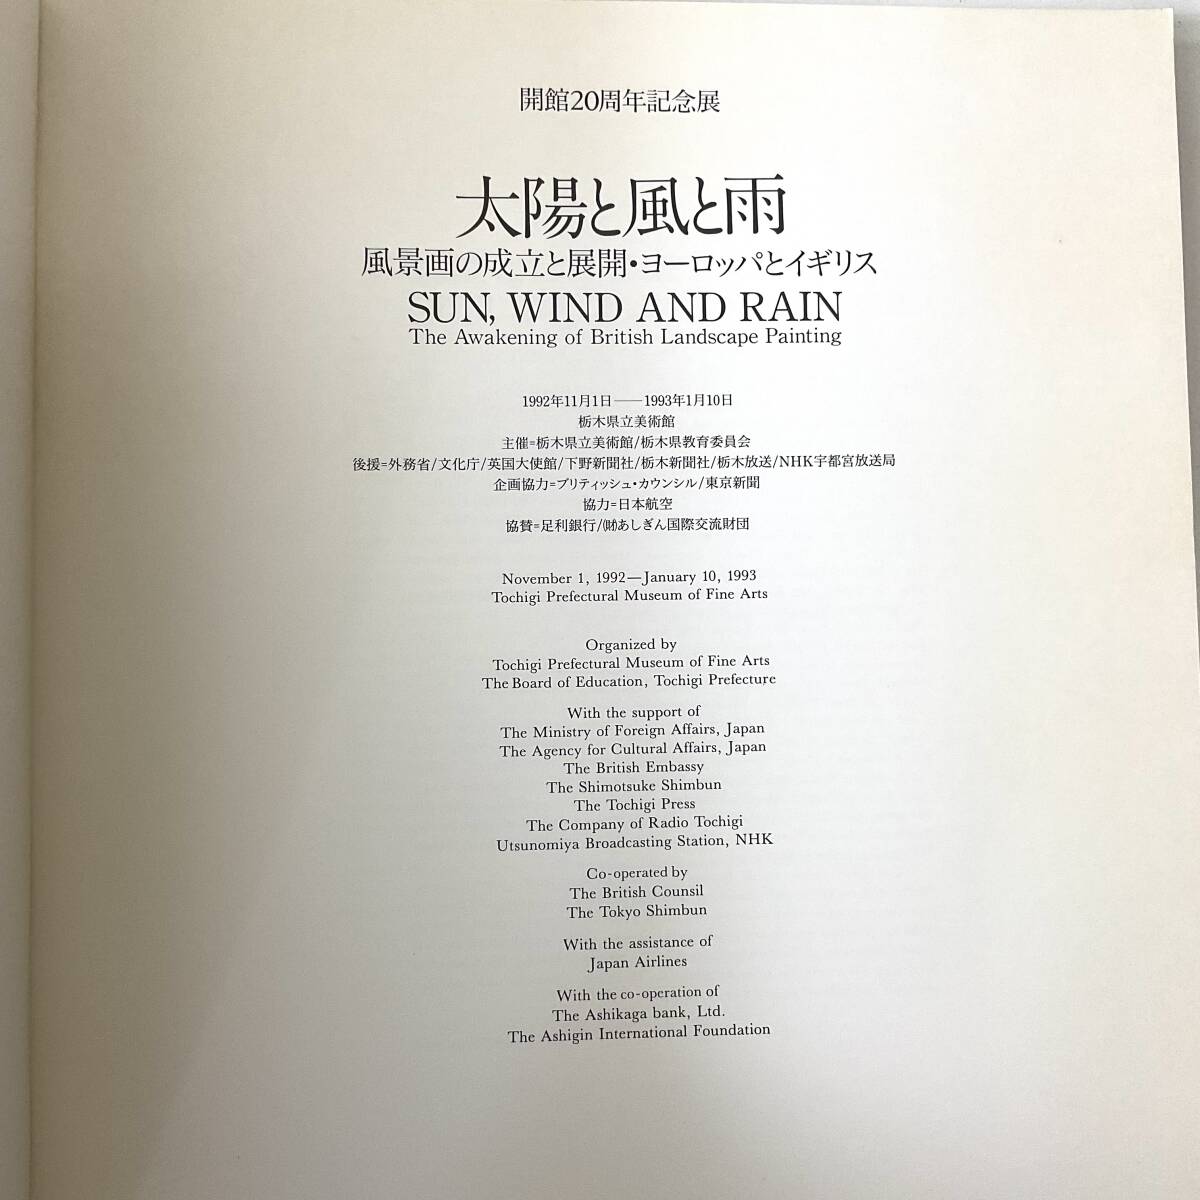 開館20周年記念展
太陽と風と雨
風景画の成立と展開・ヨーロッパとイギリス
SUN, WIND AND RAIN
The Awakening of British Landscape Painting
1992年11月1日——1993年1月10日
栃木県立美術館
主催=栃木県立美術館/栃木県教育委員会
後援=外務省/文化庁/英国大使館/下野新聞社/栃木新聞社/栃木放送/NHK宇都宮放送局
企画協力=ブリティッシュ・カウンシル/東京新聞
協力=日本航空
協賛=足利銀行/㈶あしぎん国際交流財団
November 1, 1992—January 10, 1993
Tochigi Prefectural Museum of Fine Arts
Organized by
Tochigi Prefectural Museum of Fine Arts
The Board of Education, Tochigi Prefecture
With the support of
The Ministry of Foreign Affairs, Japan
The Agency for Cultural Affairs, Japan
The British Embassy
The Shimotsuke Shimbun
The Tochigi Press
The Company of Radio Tochigi
Utsunomiya Broadcasting Station, NHK
Co-operated by
The British Counsil
The Tokyo Shimbun
With the assistance of
Japan Airlines
With the co-operation of
The Ashikaga bank, Ltd.
The Ashigin International Foundation